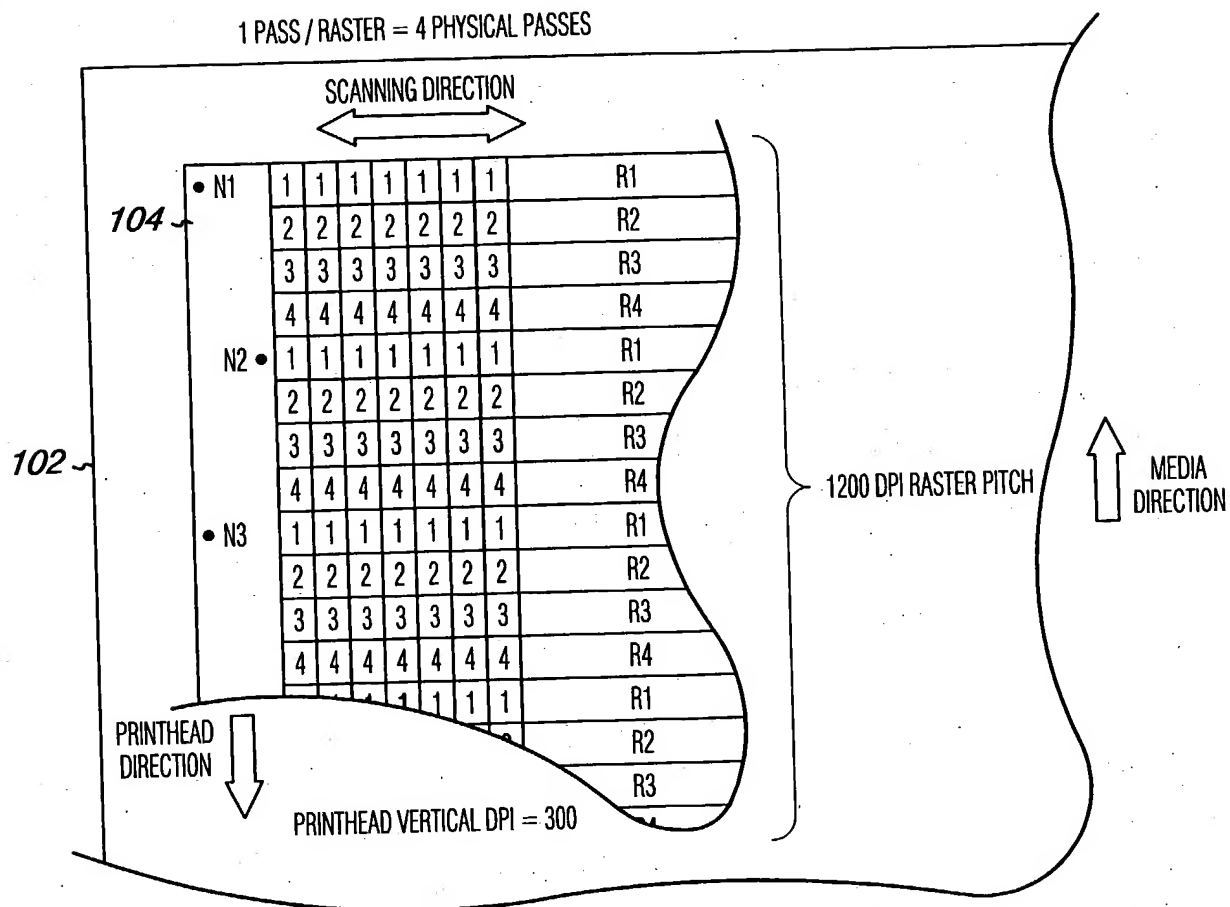 1 PASS / RASTER = 4 PHYSICAL PASSES
SCANNING DIRECTION
104
N1 1 1 1 1 1 1 1 R1
2 2 2 2 2 2 2 R2
3 3 3 3 3 3 3 R3
4 4 4 4 4 4 4 R4
N2 1 1 1 1 1 1 1 R1
2 2 2 2 2 2 2 R2
3 3 3 3 3 3 3 R3
102
4 4 4 4 4 4 4 R4
1200 DPI RASTER PITCH
MEDIA
DIRECTION
N3 1 1 1 1 1 1 1 R1
2 2 2 2 2 2 2 R2
3 3 3 3 3 3 3 R3
4 4 4 4 4 4 4 R4
1 1 1 1 1 1 R1
R2
R3
PRINTHEAD
DIRECTION
PRINTHEAD VERTICAL DPI = 300